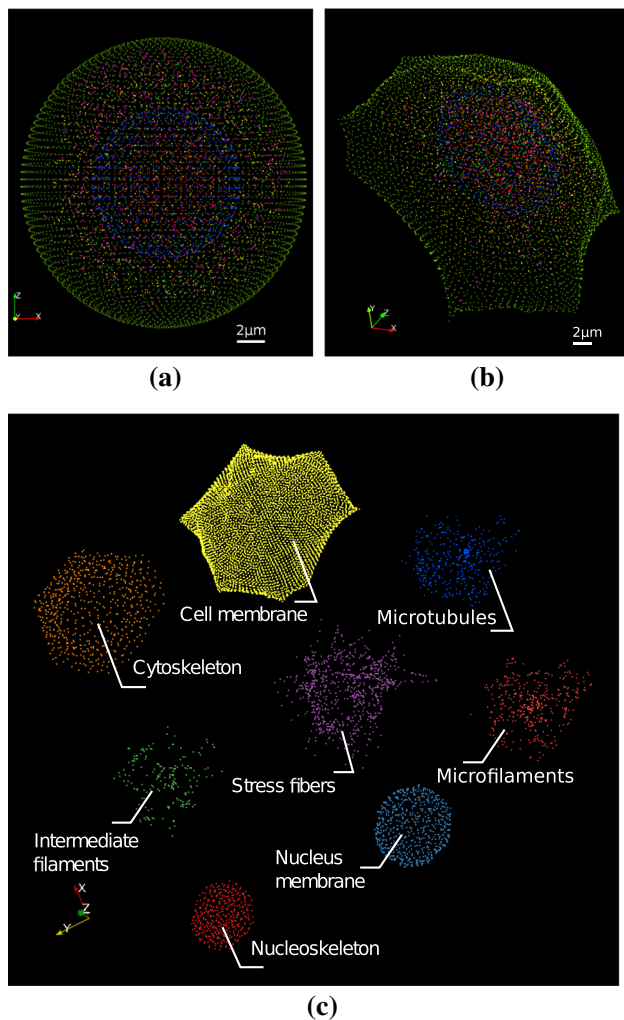 Z
X
2µm
Y
Z
X
2µm
(a)
(b)
Cell membrane
Microtubules
Cytoskeleton
Stress fibers
Microfilaments
Intermediate
filaments
Nucleus
membrane
X
Z
Y
Nucleoskeleton
(c)